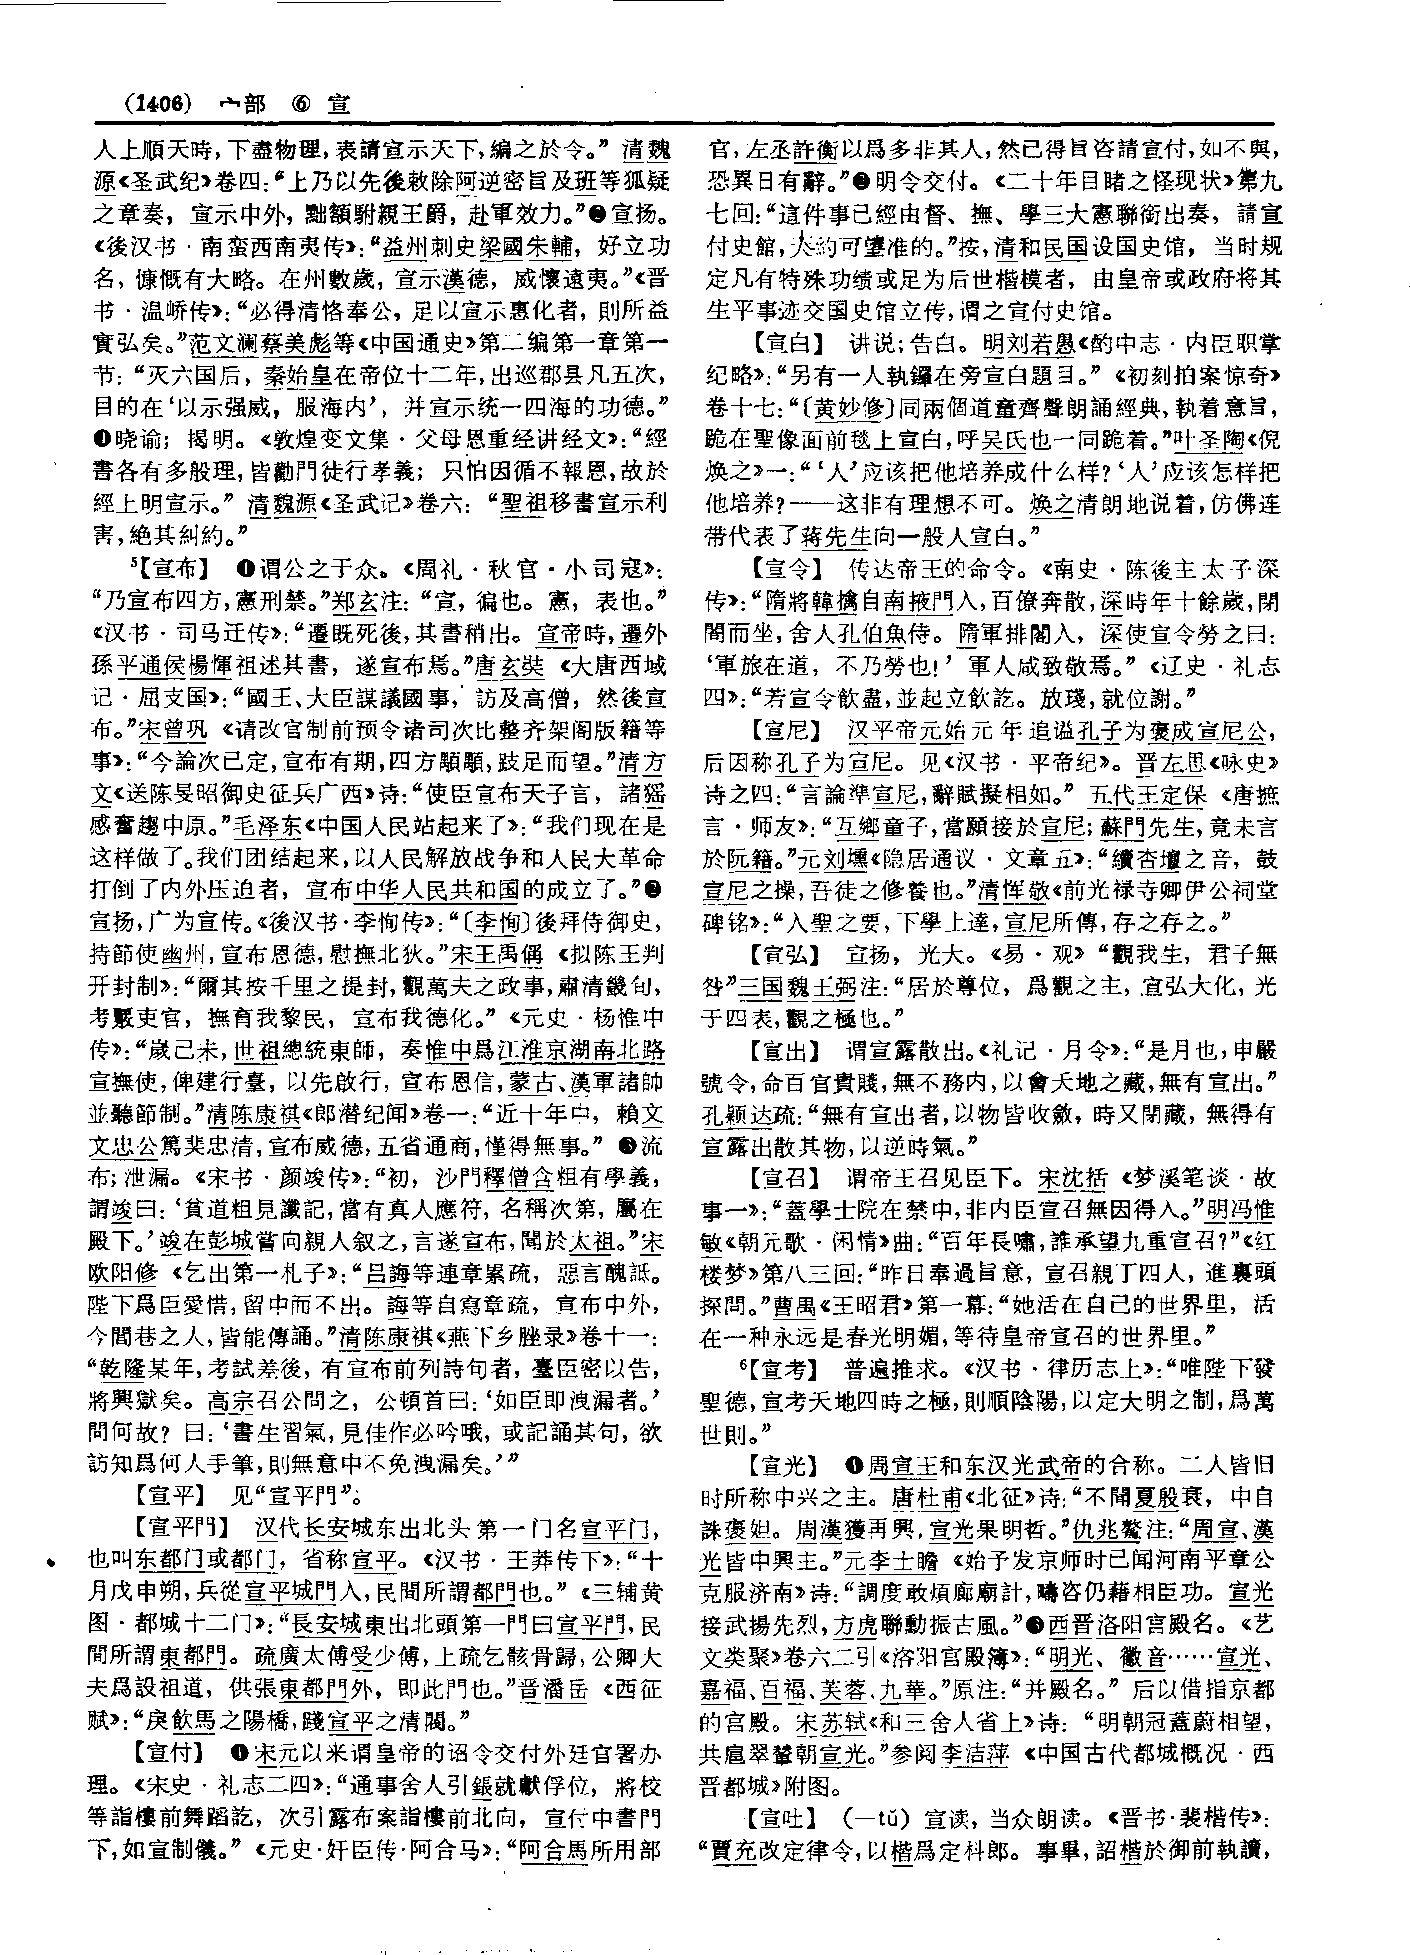 (1406) 宀部 ⑥ 宣
人上順天時,下盡物理,表請宣示天下,編之於令。” 清魏
源《圣武纪》卷四:“上乃以先後敕除阿逆密旨及班等狐疑
之章奏, 宣示中外, 黜額駙親王爵, 赴軍效力。”❷宣扬。
《後汉书·南蛮西南夷传》:“益州刺史梁國朱輔, 好立功
名, 慷慨有大略。在州數歲, 宣示漢德, 威懷遠夷。”《晋
书·温峤传》:“必得清恪奉公, 足以宣示惠化者, 則所益
實弘矣。”范文澜蔡美彪等《中国通史》第二编第一章第一
节: “灭六国后, 秦始皇在帝位十二年,出巡郡县凡五次,
目的在‘以示强威, 服海内’, 并宣示统一四海的功德。”
❸晓谕; 揭明。《敦煌变文集·父母恩重经讲经文》:“經
書各有多般理,皆勸門徒行孝義; 只怕因循不報恩,故於
經上明宣示。” 清魏源《圣武记》卷六: “聖祖移書宣示利
害,絶其糾約。”
⁵【宣布】 ❶谓公之于众。《周礼·秋官·小司寇》:
“乃宣布四方,憲刑禁。”郑玄注: “宣, 徧也。憲, 表也。”
《汉书·司马迁传》:“遷既死後,其書稍出。宣帝時,遷外
孫平通侯楊惲祖述其書, 遂宣布焉。”唐玄奘 《大唐西域
记·屈支国》:“國王、大臣謀議國事, 訪及高僧, 然後宣
布。”宋曾巩 《请改官制前预令诸司次比整齐架阁版籍等
事》:“今論次已定,宣布有期,四方顒顒,跂足而望。”清方
文《送陈旻昭御史征兵广西》诗:“使臣宣布天子言, 諸猺
感奮趨中原。”毛泽东《中国人民站起来了》:“我们现在是
这样做了。我们团结起来,以人民解放战争和人民大革命
打倒了内外压迫者, 宣布中华人民共和国的成立了。”❷
宣扬,广为宣传。《後汉书·李恂传》:“〔李恂〕後拜侍御史,
持節使幽州,宣布恩德,慰撫北狄。”宋王禹偁 《拟陈王判
开封制》:“爾其按千里之提封,觀萬夫之政事,肅清畿甸,
考覈吏官, 撫育我黎民, 宣布我德化。” 《元史·杨惟中
传》:“歲己未,世祖總統東師, 奏惟中爲江淮京湖南北路
宣撫使,俾建行臺, 以先啟行, 宣布恩信,蒙古、漢軍諸帥
並聽節制。”清陈康祺《郎潜纪闻》卷一:“近十年中, 賴文
文忠公篤棐忠清,宣布威德,五省通商,僅得無事。” ❸流
布; 泄漏。《宋书·颜竣传》:“初, 沙門釋僧含粗有學義,
謂竣曰: ‘貧道粗見讖記,當有真人應符, 名稱次第, 屬在
殿下。’竣在彭城嘗向親人叙之,言遂宣布,聞於太祖。”宋
欧阳修 《乞出第一札子》:“吕誨等連章累疏, 惡言醜詆。
陛下爲臣愛惜,留中而不出。誨等自寫章疏, 宣布中外,
今閭巷之人,皆能傳誦。”清陈康祺《燕下乡脞录》卷十一:
“乾隆某年,考試差後, 有宣布前列詩句者, 臺臣密以告,
將興獄矣。高宗召公問之, 公頓首曰: ‘如臣即洩漏者。’
問何故? 曰: ‘書生習氣,見佳作必吟哦, 或記誦其句, 欲
訪知爲何人手筆,則無意中不免洩漏矣。’”
【宣平】 见“宣平門”。
【宣平門】 汉代长安城东出北头第一门名宣平门,
也叫东都门或都门, 省称宣平。《汉书·王莽传下》:“十
月戊申朔,兵從宣平城門入,民間所謂都門也。” 《三辅黄
图·都城十二门》:“長安城東出北頭第一門曰宣平門,民
間所謂東都門。疏廣太傅受少傅,上疏乞骸骨歸,公卿大
夫爲設祖道, 供張東都門外, 即此門也。”晋潘岳 《西征
赋》:“戾飲馬之陽橋,踐宣平之清閾。”
【宣付】 ❶宋元以来谓皇帝的诏令交付外廷官署办
理。《宋史·礼志二四》:“通事舍人引鋹就獻俘位, 將校
等詣樓前舞蹈訖, 次引露布案詣樓前北向, 宣付中書門
下,如宣制儀。” 《元史·奸臣传·阿合马》:“阿合馬所用部
官,左丞許衡以爲多非其人,然已得旨咨請宣付,如不與,
恐異日有辭。”❷明令交付。《二十年目睹之怪现状》第九
七回:“這件事已經由督、撫、學三大憲聯銜出奏, 請宣
付史館,大約可望准的。”按,清和民国设国史馆, 当时规
定凡有特殊功绩或足为后世楷模者, 由皇帝或政府将其
生平事迹交国史馆立传,谓之宣付史馆。
【宣白】 讲说;告白。明刘若愚《酌中志·内臣职掌
纪略》:“另有一人執鑼在旁宣白題目。” 《初刻拍案惊奇》
卷十七:“〔黄妙修〕同兩個道童齊聲朗誦經典,執着意旨,
跪在聖像面前毯上宣白,呼吴氏也一同跪着。”叶圣陶《倪
焕之》一:“‘人’应该把他培养成什么样?‘人’应该怎样把
他培养?——这非有理想不可。焕之清朗地说着,仿佛连
带代表了蒋先生向一般人宣白。”
【宣令】 传达帝王的命令。《南史·陈後主太子深
传》:“隋將韓擒自南掖門入,百僚奔散,深時年十餘歲,閉
閤而坐,舍人孔伯魚侍。隋軍排閤入, 深使宣令勞之曰:
‘軍旅在道, 不乃勞也!’ 軍人咸致敬焉。” 《辽史·礼志
四》:“若宣令飲盡,並起立飲訖。放琖,就位謝。”
【宣尼】 汉平帝元始元年追谥孔子为褒成宣尼公,
后因称孔子为宣尼。见《汉书·平帝纪》。晋左思《咏史》
诗之四:“言論準宣尼,辭賦擬相如。” 五代王定保 《唐摭
言·师友》:“互鄉童子,當願接於宣尼; 蘇門先生,竟未言
於阮籍。”元刘壎《隐居通议·文章五》:“續杏壇之音, 鼓
宣尼之操,吾徒之修養也。”清恽敬《前光禄寺卿伊公祠堂
碑铭》:“入聖之要,下學上達,宣尼所傳,存之存之。”
【宣弘】 宣扬, 光大。《易·观》“觀我生, 君子無
咎”三国魏王弼注:“居於尊位, 爲觀之主, 宣弘大化, 光
于四表,觀之極也。”
【宣出】 谓宣露散出。《礼记·月令》:“是月也,申嚴
號令,命百官貴賤,無不務内,以會天地之藏,無有宣出。”
孔颖达疏:“無有宣出者,以物皆收斂, 時又閉藏, 無得有
宣露出散其物,以逆時氣。”
【宣召】 谓帝王召见臣下。宋沈括 《梦溪笔谈·故
事一》:“蓋學士院在禁中,非内臣宣召無因得入。”明冯惟
敏《朝元歌·闲情》曲:“百年長嘯,誰承望九重宣召?”《红
楼梦》第八三回:“昨日奉過旨意, 宣召親丁四人, 進裏頭
探問。”曹禺《王昭君》第一幕:“她活在自己的世界里, 活
在一种永远是春光明媚,等待皇帝宣召的世界里。”
⁶【宣考】 普遍推求。《汉书·律历志上》:“唯陛下發
聖德,宣考天地四時之極,則順陰陽,以定大明之制,爲萬
世則。”
【宣光】 ❶周宣王和东汉光武帝的合称。二人皆旧
时所称中兴之主。唐杜甫《北征》诗:“不聞夏殷衰, 中自
誅褒妲。周漢獲再興,宣光果明哲。”仇兆鳌注:“周宣、漢
光皆中興主。”元李士瞻 《始予发京师时已闻河南平章公
克服济南》诗:“調度敢煩廊廟計,疇咨仍藉相臣功。宣光
接武揚先烈,方虎聯動振古風。”❷西晋洛阳宫殿名。《艺
文类聚》卷六二引《洛阳宫殿簿》:“明光、徽音……宣光、
嘉福、百福、芙蓉、九華。”原注:“并殿名。” 后以借指京都
的宫殿。宋苏轼《和三舍人省上》诗: “明朝冠蓋蔚相望,
共扈翠輦朝宣光。”参阅李洁萍 《中国古代都城概况·西
晋都城》附图。
【宣吐】 (—tǔ) 宣读, 当众朗读。《晋书·裴楷传》:
“賈充改定律令,以楷爲定科郎。事畢,詔楷於御前執讀,